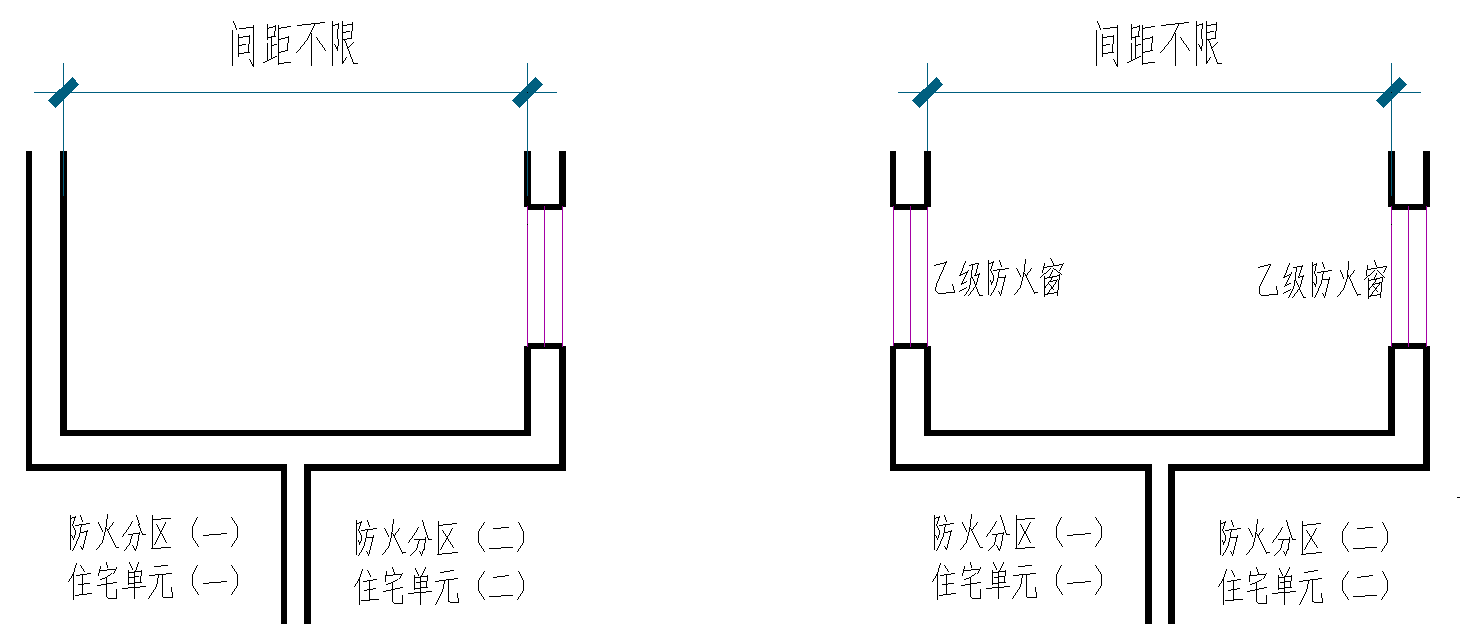 间距不限
间距不限
乙级防火窗
乙级防火窗
防火分区（一）
住宅单元（一）
防火分区（二）
住宅单元（二）
防火分区（一）
住宅单元（一）
防火分区（二）
住宅单元（二）